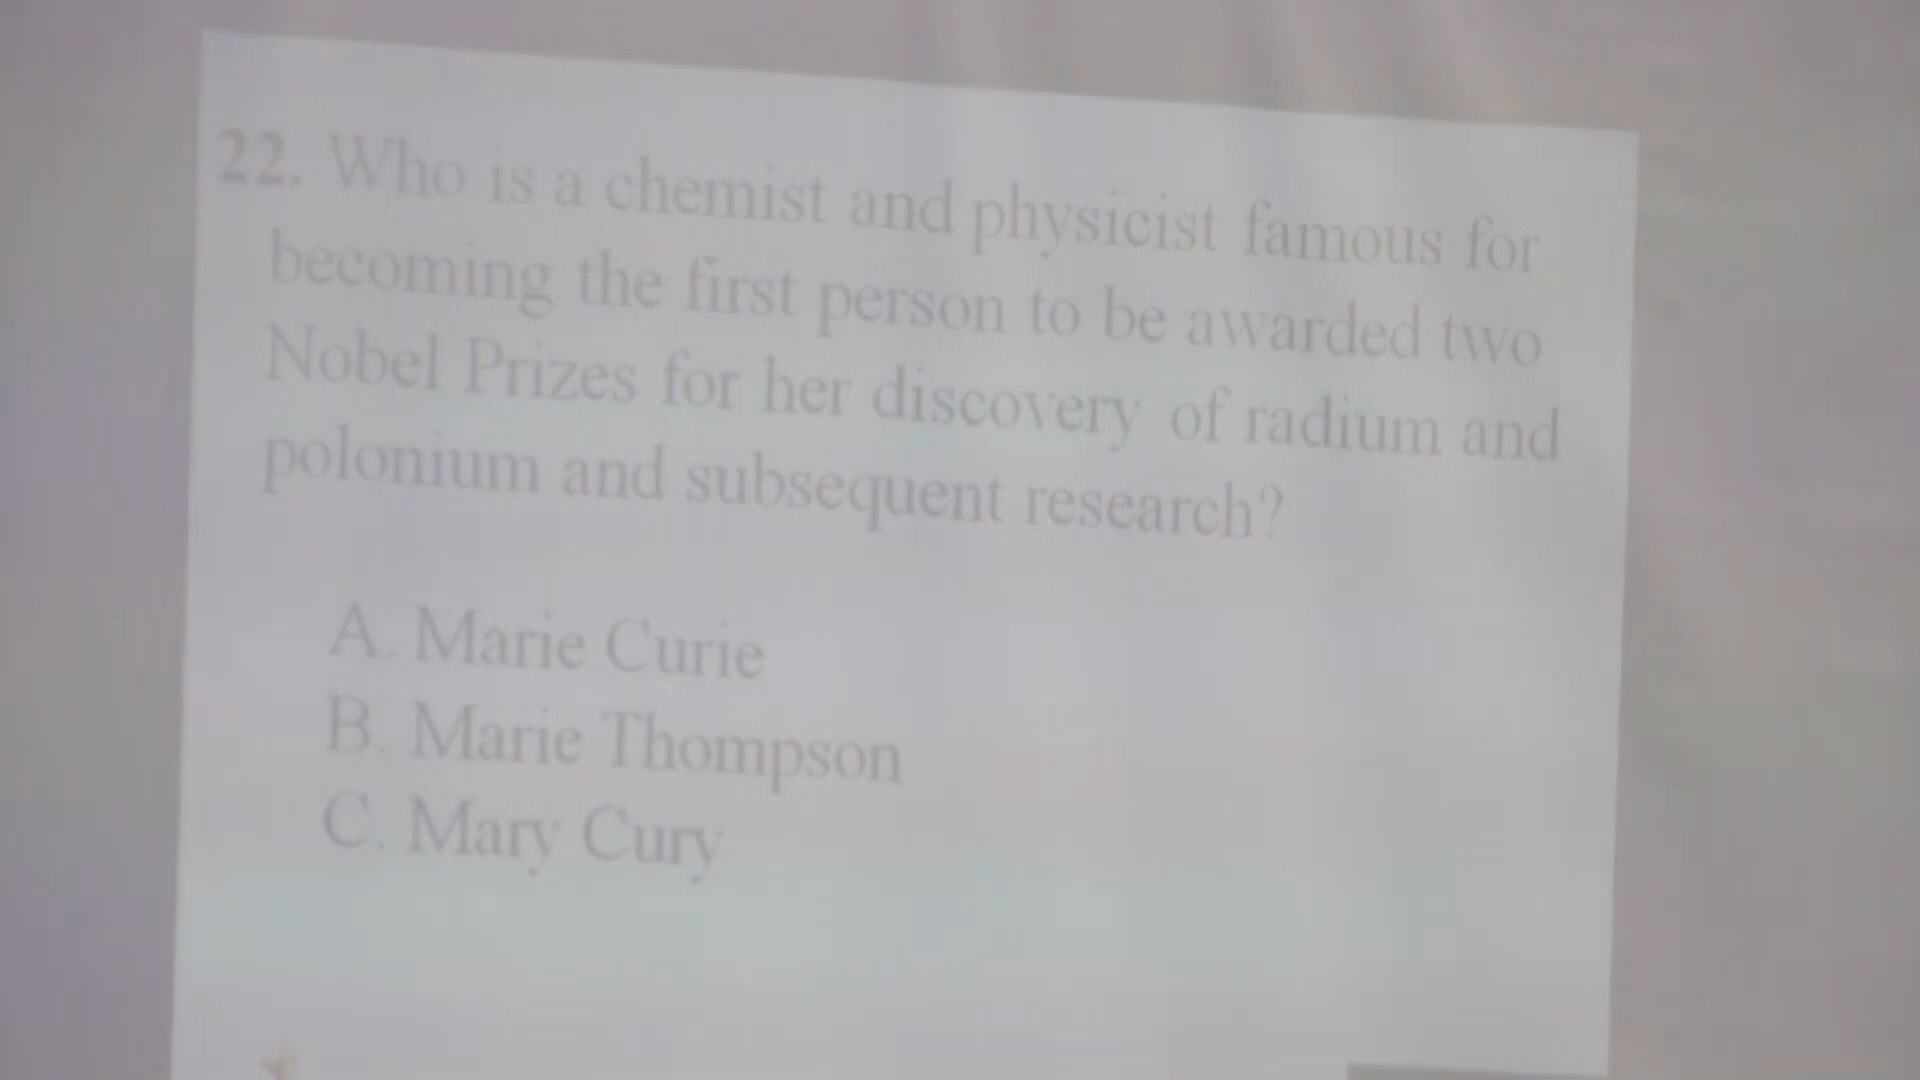 22. Who is a chemist and physicist famous for
becoming the first person to be awarded two
Nobel Prizes for her discovery of radium and
polonium and subsequent research?
A. Marie Curie
B. Marie Thompson
C. Mary Cury